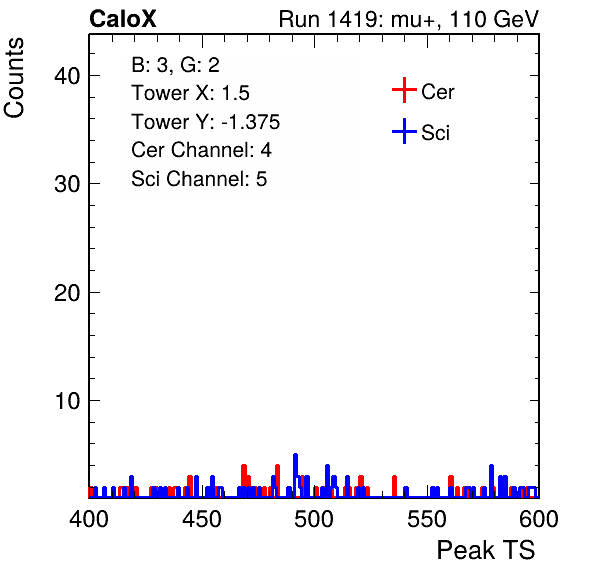 CaloX Run 1419: mu+, 110 GeV
Counts
B: 3, G: 2
Tower X: 1.5
Tower Y: -1.375
Cer Channel: 4
Sci Channel: 5
Cer
Sci
40
30
20
10
400 450 500 550 600
Peak TS